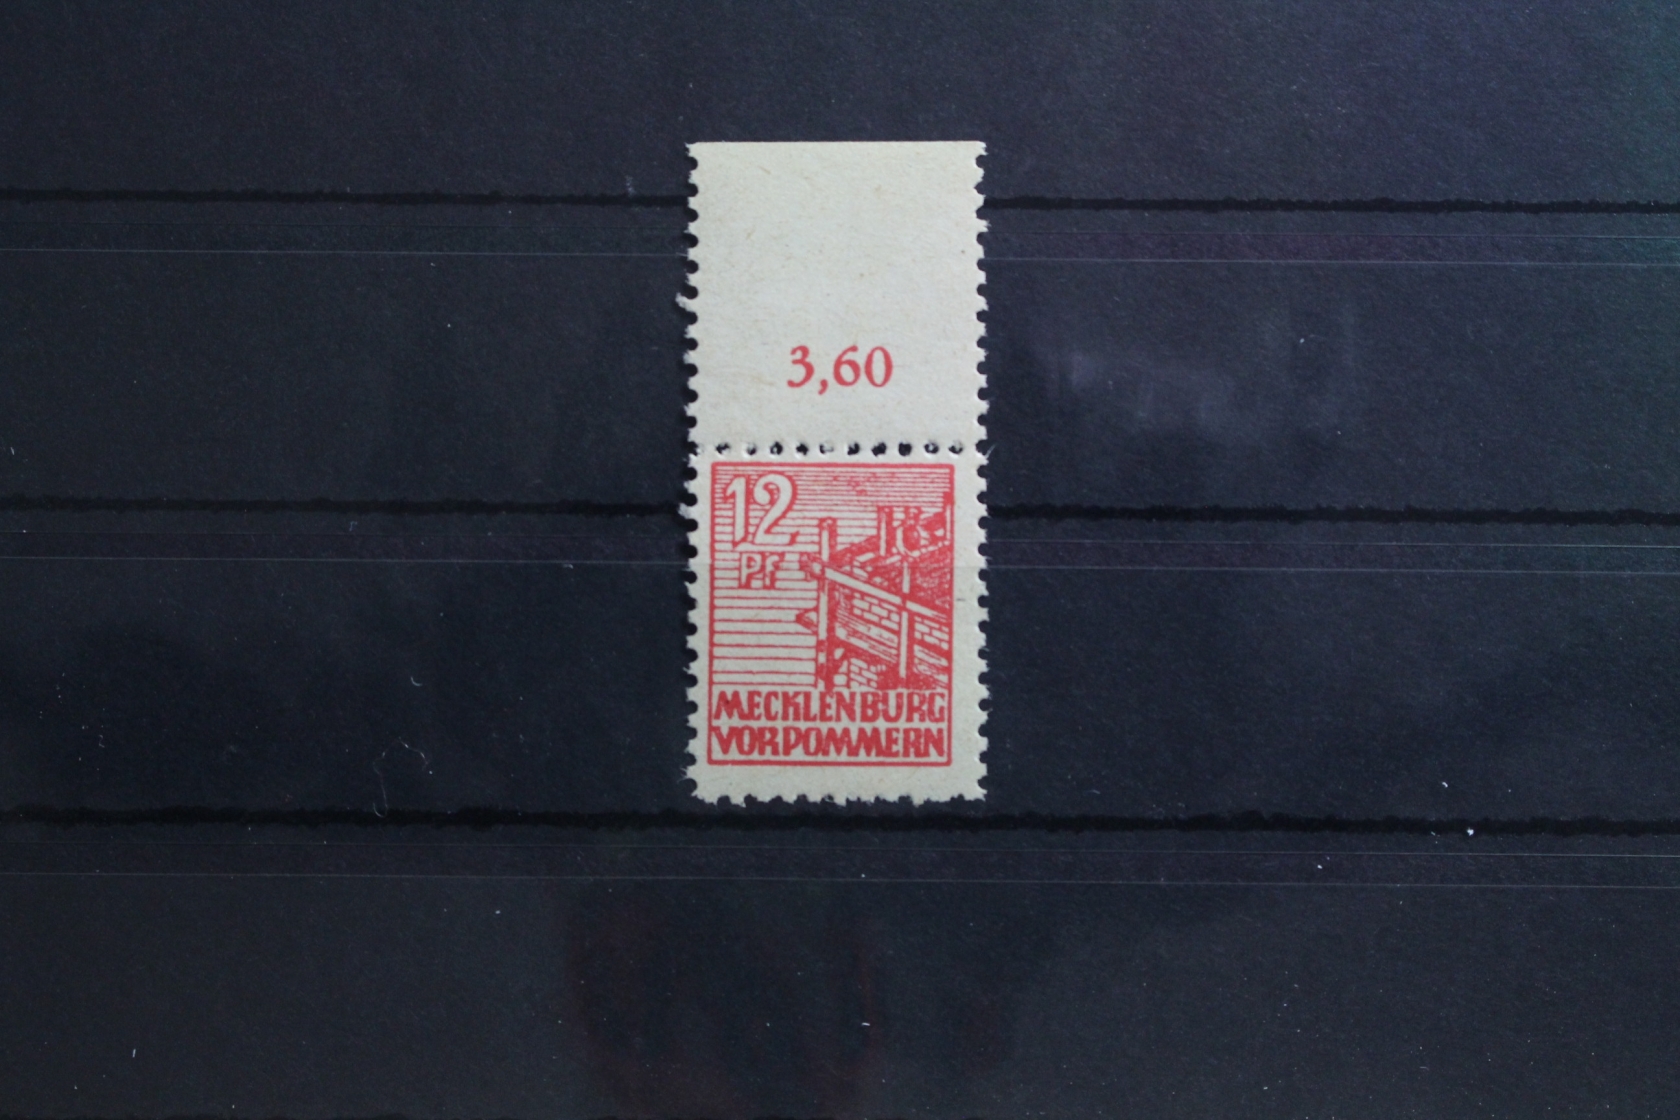 3,60
12
Pf
MECKLENBURG
VORPOMMERN